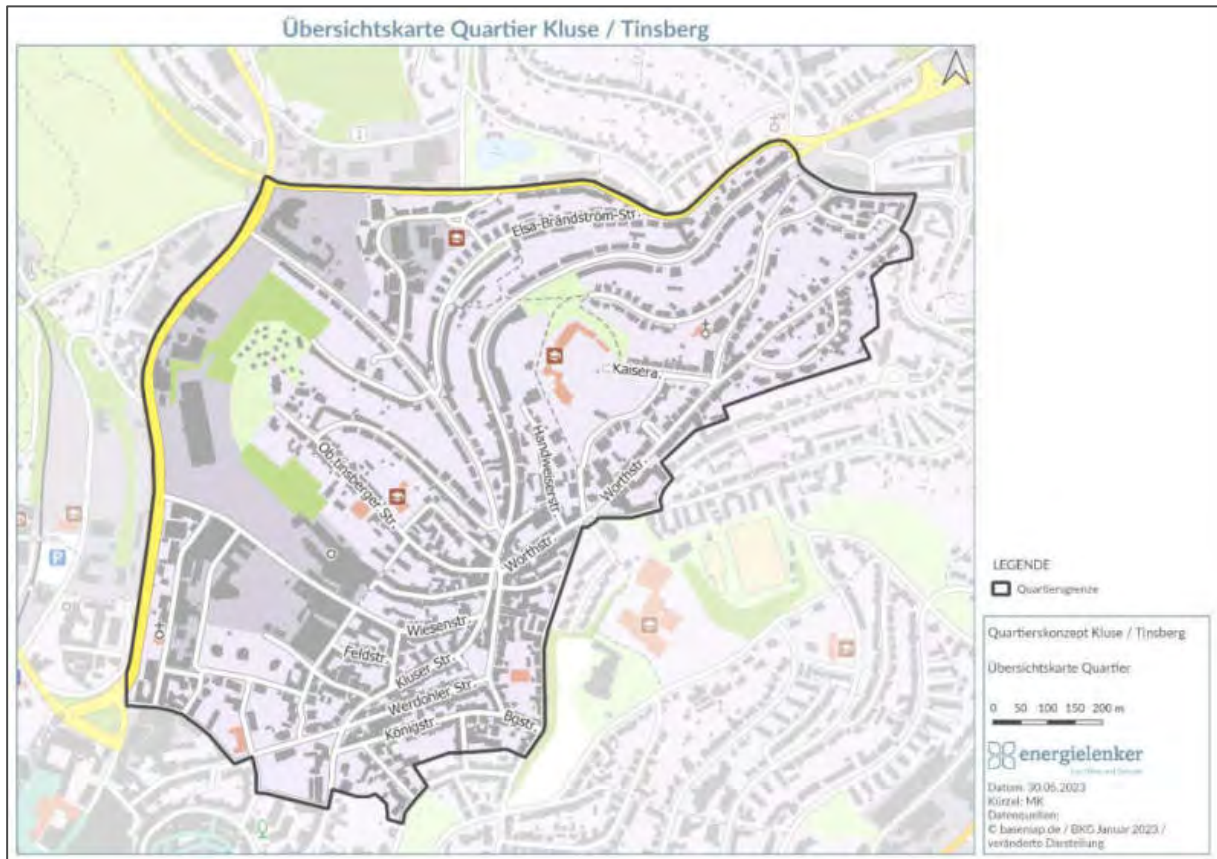 Übersichtskarte Quartier Kluse / Tinsberg
Elsa-Brandström-Str.
Kaisera.
Handweiserstr.
Worthstr.
Ob.tinsberger Str.
Worthstr.
Wiesenstr.
Feldstr.
Kluser Str.
Werdohler Str.
Königstr.
Bostr.
P
LEGENDE
Quartiersgrenze
Quartierskonzept Kluse / Tinsberg
Übersichtskarte Quartier
0 50 100 150 200 m
energielenker
Datum: 30.05.2023
Kürzel: MK
Datenquellen:
© basemap.de / BKG Januar 2023 /
veränderte Darstellung